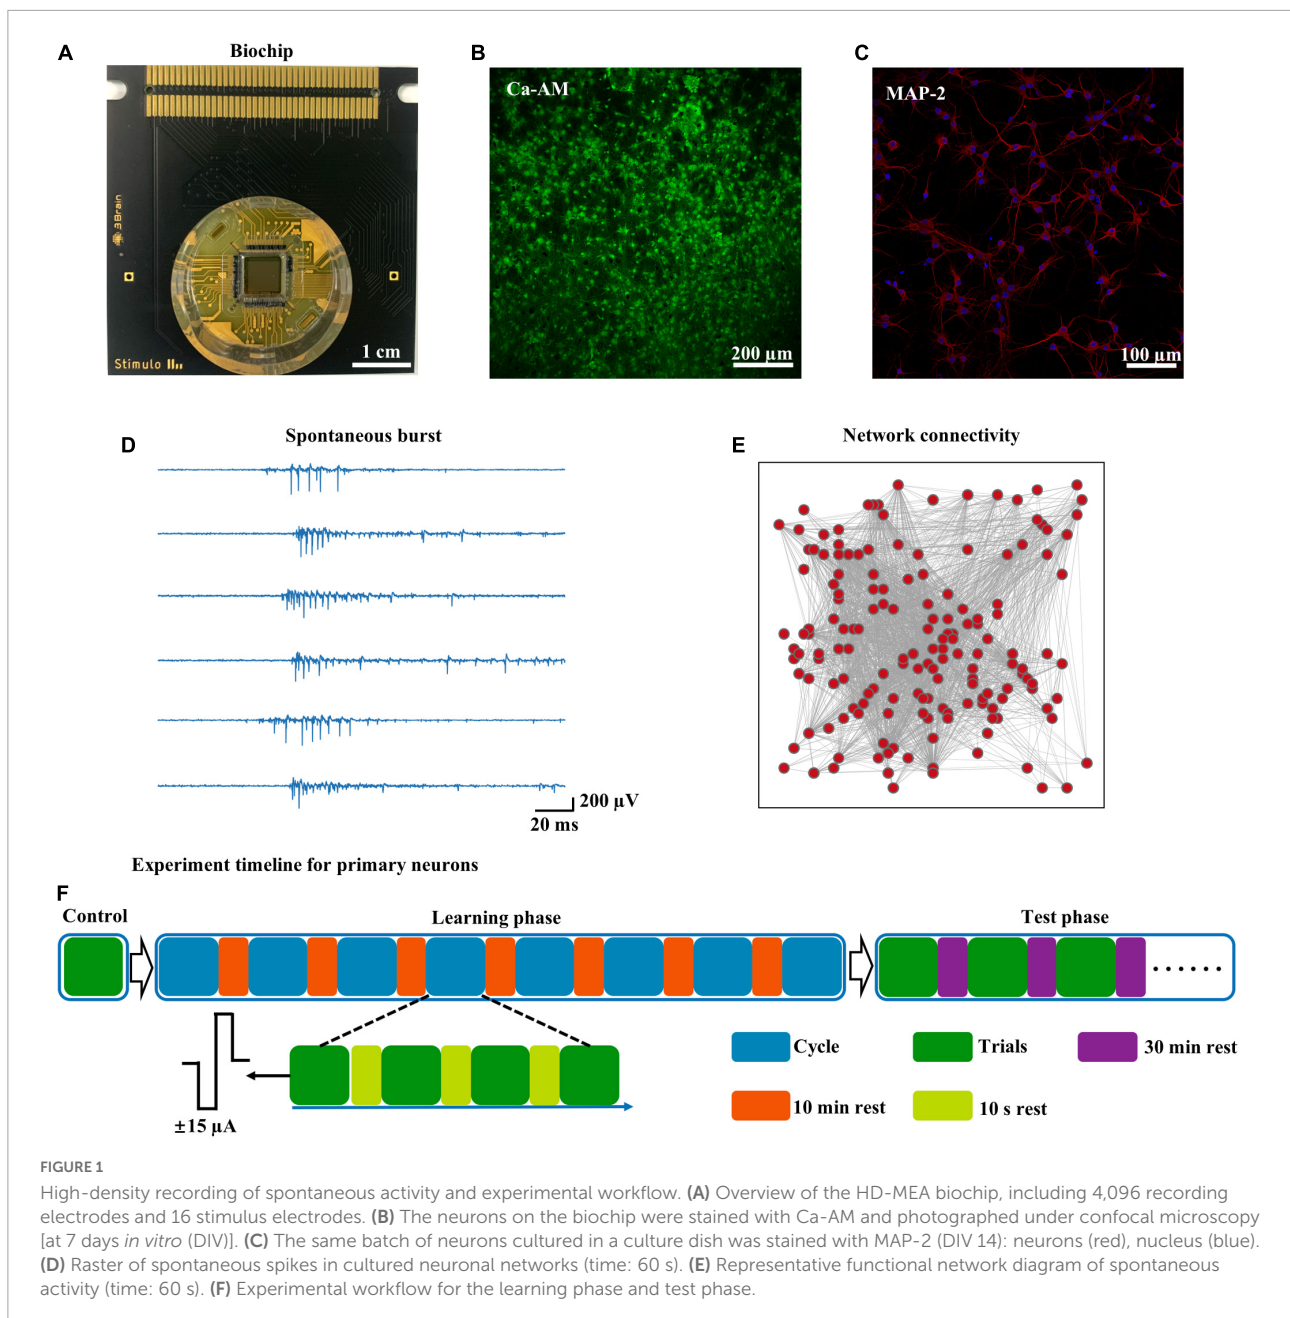 A
Biochip
3Brain
Stimulo
1 cm
B
Ca-AM
200 µm
C
MAP-2
100 µm
D
Spontaneous burst
200 µV
20 ms
E
Network connectivity
Experiment timeline for primary neurons
F
Control
Learning phase
Test phase
......
±15 µA
Cycle
Trials
30 min rest
10 min rest
10 s rest
FIGURE 1
High-density recording of spontaneous activity and experimental workflow. (A) Overview of the HD-MEA biochip, including 4,096 recording
electrodes and 16 stimulus electrodes. (B) The neurons on the biochip were stained with Ca-AM and photographed under confocal microscopy
[at 7 days in vitro (DIV)]. (C) The same batch of neurons cultured in a culture dish was stained with MAP-2 (DIV 14): neurons (red), nucleus (blue).
(D) Raster of spontaneous spikes in cultured neuronal networks (time: 60 s). (E) Representative functional network diagram of spontaneous
activity (time: 60 s). (F) Experimental workflow for the learning phase and test phase.